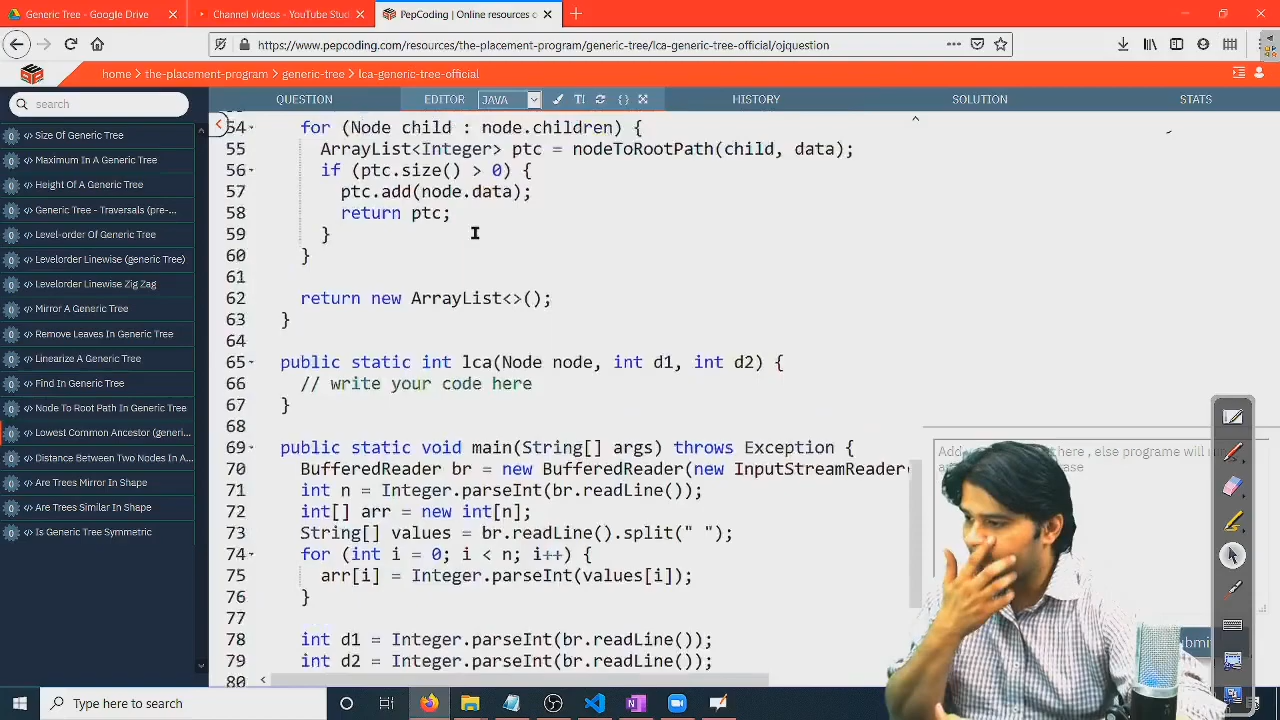 Generic Tree - Google Drive
Channel videos - YouTube Stud
PepCoding | Online resources o
https://www.pepcoding.com/resources/the-placement-program/generic-tree/lca-generic-tree-official/ojquestion
home > the-placement-program > generic-tree > lca-generic-tree-official
search
QUESTION
EDITOR
JAVA
HISTORY
SOLUTION
STATS
Size Of Generic Tree
Maximum In A Generic Tree
Height Of A Generic Tree
Generic Tree - Traversals (pre-...
Level-order Of Generic Tree
Levelorder Linewise (generic Tree)
Levelorder Linewise Zig Zag
Mirror A Generic Tree
Remove Leaves In Generic Tree
Linearize A Generic Tree
Find In Generic Tree
Node To Root Path In Generic Tree
Lowest Common Ancestor (generi...
Distance Between Two Nodes In A...
Are Trees Mirror In Shape
Are Trees Similar In Shape
Is Generic Tree Symmetric
54 for (Node child : node.children) {
55 ArrayList<Integer> ptc = nodeToRootPath(child, data);
56 if (ptc.size() > 0) {
57 ptc.add(node.data);
58 return ptc;
59 }
60 }
61
62 return new ArrayList<>();
63 }
64
65 public static int lca(Node node, int d1, int d2) {
66 // write your code here
67 }
68
69 public static void main(String[] args) throws Exception {
70 BufferedReader br = new BufferedReader(new InputStreamReader(
71 int n = Integer.parseInt(br.readLine());
72 int[] arr = new int[n];
73 String[] values = br.readLine().split(" ");
74 for (int i = 0; i < n; i++) {
75 arr[i] = Integer.parseInt(values[i]);
76 }
77
78 int d1 = Integer.parseInt(br.readLine());
79 int d2 = Integer.parseInt(br.readLine());
80
here , else programe will
Type here to search